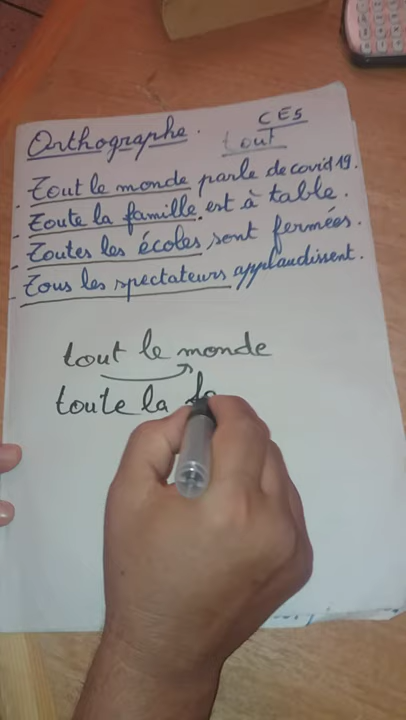 Orthographe. CE5
tout
- Tout le monde parle de covid 19.
- Toute la famille est à table.
- Toutes les écoles sont fermées.
- Tous les spectateurs applaudissent.
tout le monde
toute la fa